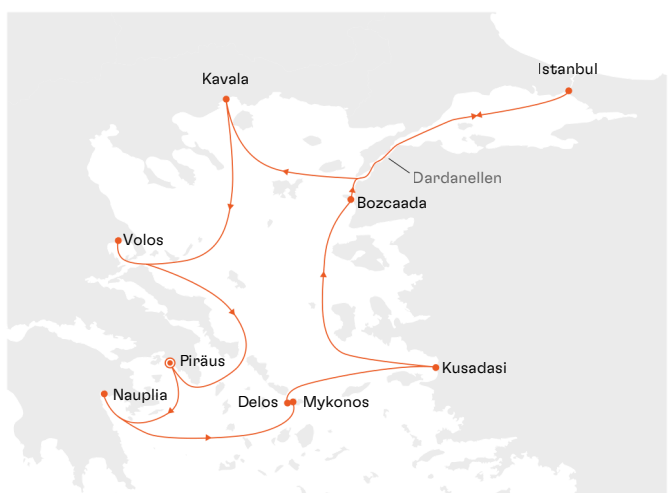 Istanbul
Kavala
Dardanellen
Bozcaada
Volos
Piräus
Kusadasi
Nauplia
Delos
Mykonos